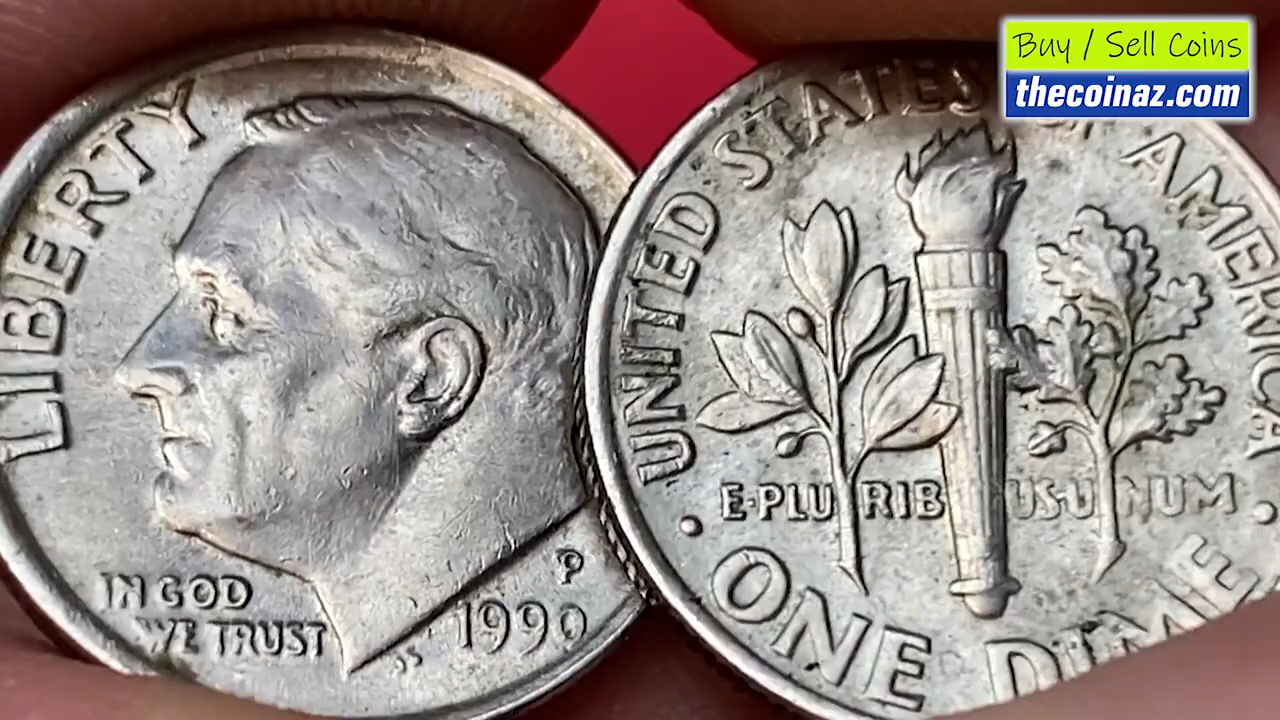 Buy / Sell Coins
thecoinaz.com
LIBERTY
IN GOD
WE TRUST
P
1990
JS
UNITED STATES OF AMERICA
E·PLURIBUS·UNUM
· ONE DIME ·